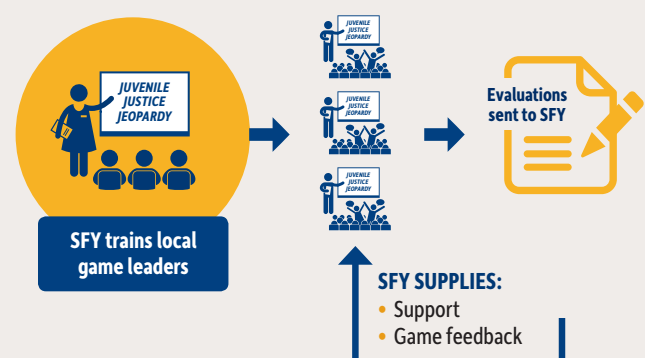 JUVENILE
JUSTICE
JEOPARDY
SFY trains local
game leaders
JUVENILE
JUSTICE
JEOPARDY
JUVENILE
JUSTICE
JEOPARDY
JUVENILE
JUSTICE
JEOPARDY
Evaluations
sent to SFY
SFY SUPPLIES:
• Support
• Game feedback